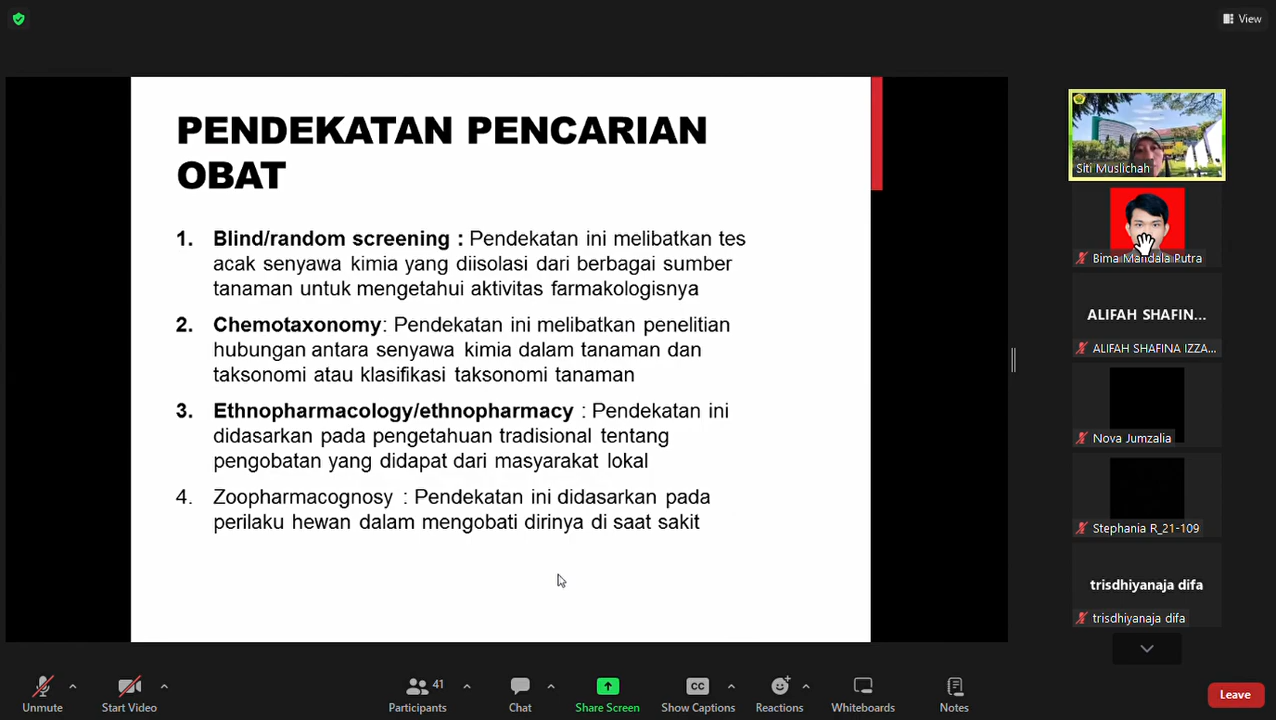 View
PENDEKATAN PENCARIAN
OBAT
1. Blind/random screening : Pendekatan ini melibatkan tes
acak senyawa kimia yang diisolasi dari berbagai sumber
tanaman untuk mengetahui aktivitas farmakologisnya
2. Chemotaxonomy: Pendekatan ini melibatkan penelitian
hubungan antara senyawa kimia dalam tanaman dan
taksonomi atau klasifikasi taksonomi tanaman
3. Ethnopharmacology/ethnopharmacy : Pendekatan ini
didasarkan pada pengetahuan tradisional tentang
pengobatan yang didapat dari masyarakat lokal
4. Zoopharmacognosy : Pendekatan ini didasarkan pada
perilaku hewan dalam mengobati dirinya di saat sakit
Siti Muslichah
Bima Mandala Putra
ALIFAH SHAFIN...
ALIFAH SHAFINA IZZA...
Nova Jumzalia
Stephania R_21-109
trisdhiyanaja difa
trisdhiyanaja difa
Unmute
Start Video
41
Participants
Chat
Share Screen
CC
Show Captions
Reactions
Whiteboards
Notes
Leave